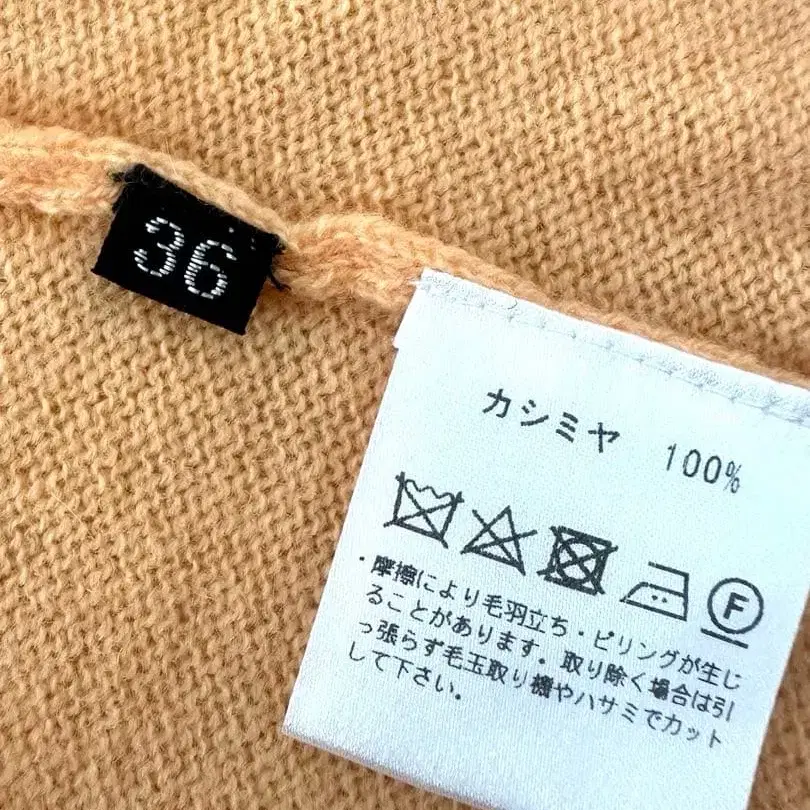 36
カシミヤ 100%
F
・摩擦により毛羽立ち・ピリングが生じ
ることがあります。取り除く場合は引
っ張らず毛玉取り機やハサミでカット
して下さい。